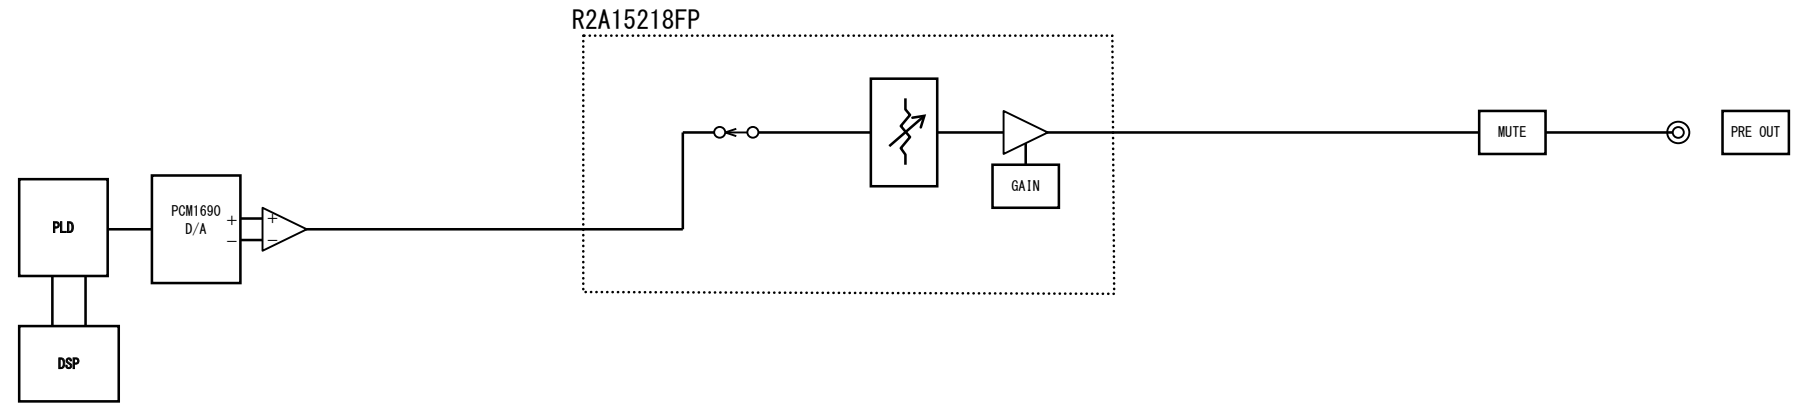 R2A15218FP
MUTE
PRE OUT
GAIN
PLD
PCM1690
D/A
+
−
+
−
DSP